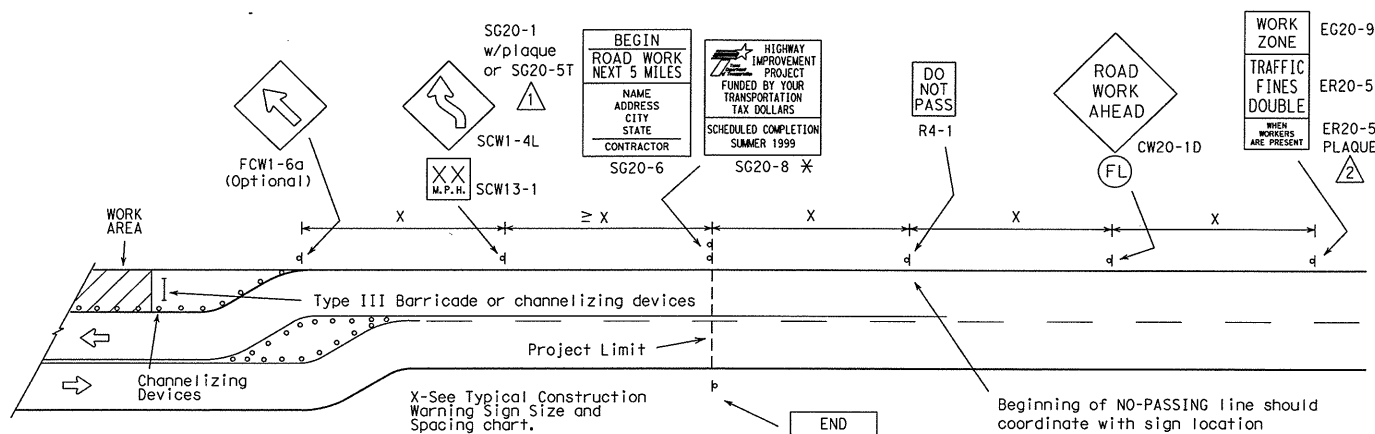 SG20-1
w/plaque
or SG20-5T
1
BEGIN
ROAD WORK
NEXT 5 MILES
NAME
ADDRESS
CITY
STATE
CONTRACTOR
SG20-6
HIGHWAY
IMPROVEMENT
PROJECT
FUNDED BY YOUR
TRANSPORTATION
TAX DOLLARS
SCHEDULED COMPLETION
SUMMER 1999
SG20-8 *
DO
NOT
PASS
R4-1
ROAD
WORK
AHEAD
CW20-1D
FL
WORK
ZONE
TRAFFIC
FINES
DOUBLE
WHEN
WORKERS
ARE PRESENT
EG20-9
ER20-5
ER20-5
PLAQUE
2
FCW1-6a
(Optional)
SCW1-4L
XX
M.P.H.
SCW13-1
WORK
AREA
X
≥ X
X
X
X
Type III Barricade or channelizing devices
Project Limit
Channelizing
Devices
X-See Typical Construction
Warning Sign Size and
Spacing chart.
END
Beginning of NO-PASSING line should
coordinate with sign location